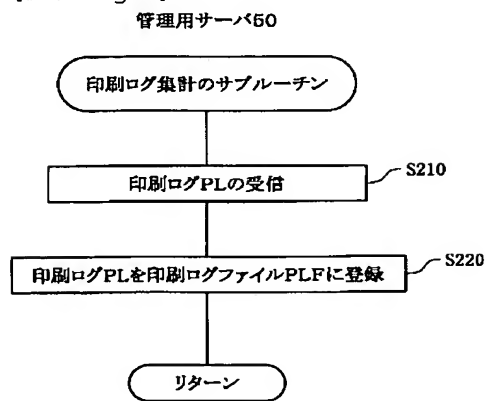 管理用サーバ50
印刷ログ集計のサブルーチン
印刷ログPLの受信
S210
印刷ログPLを印刷ログファイルPLFに登録
S220
リターン